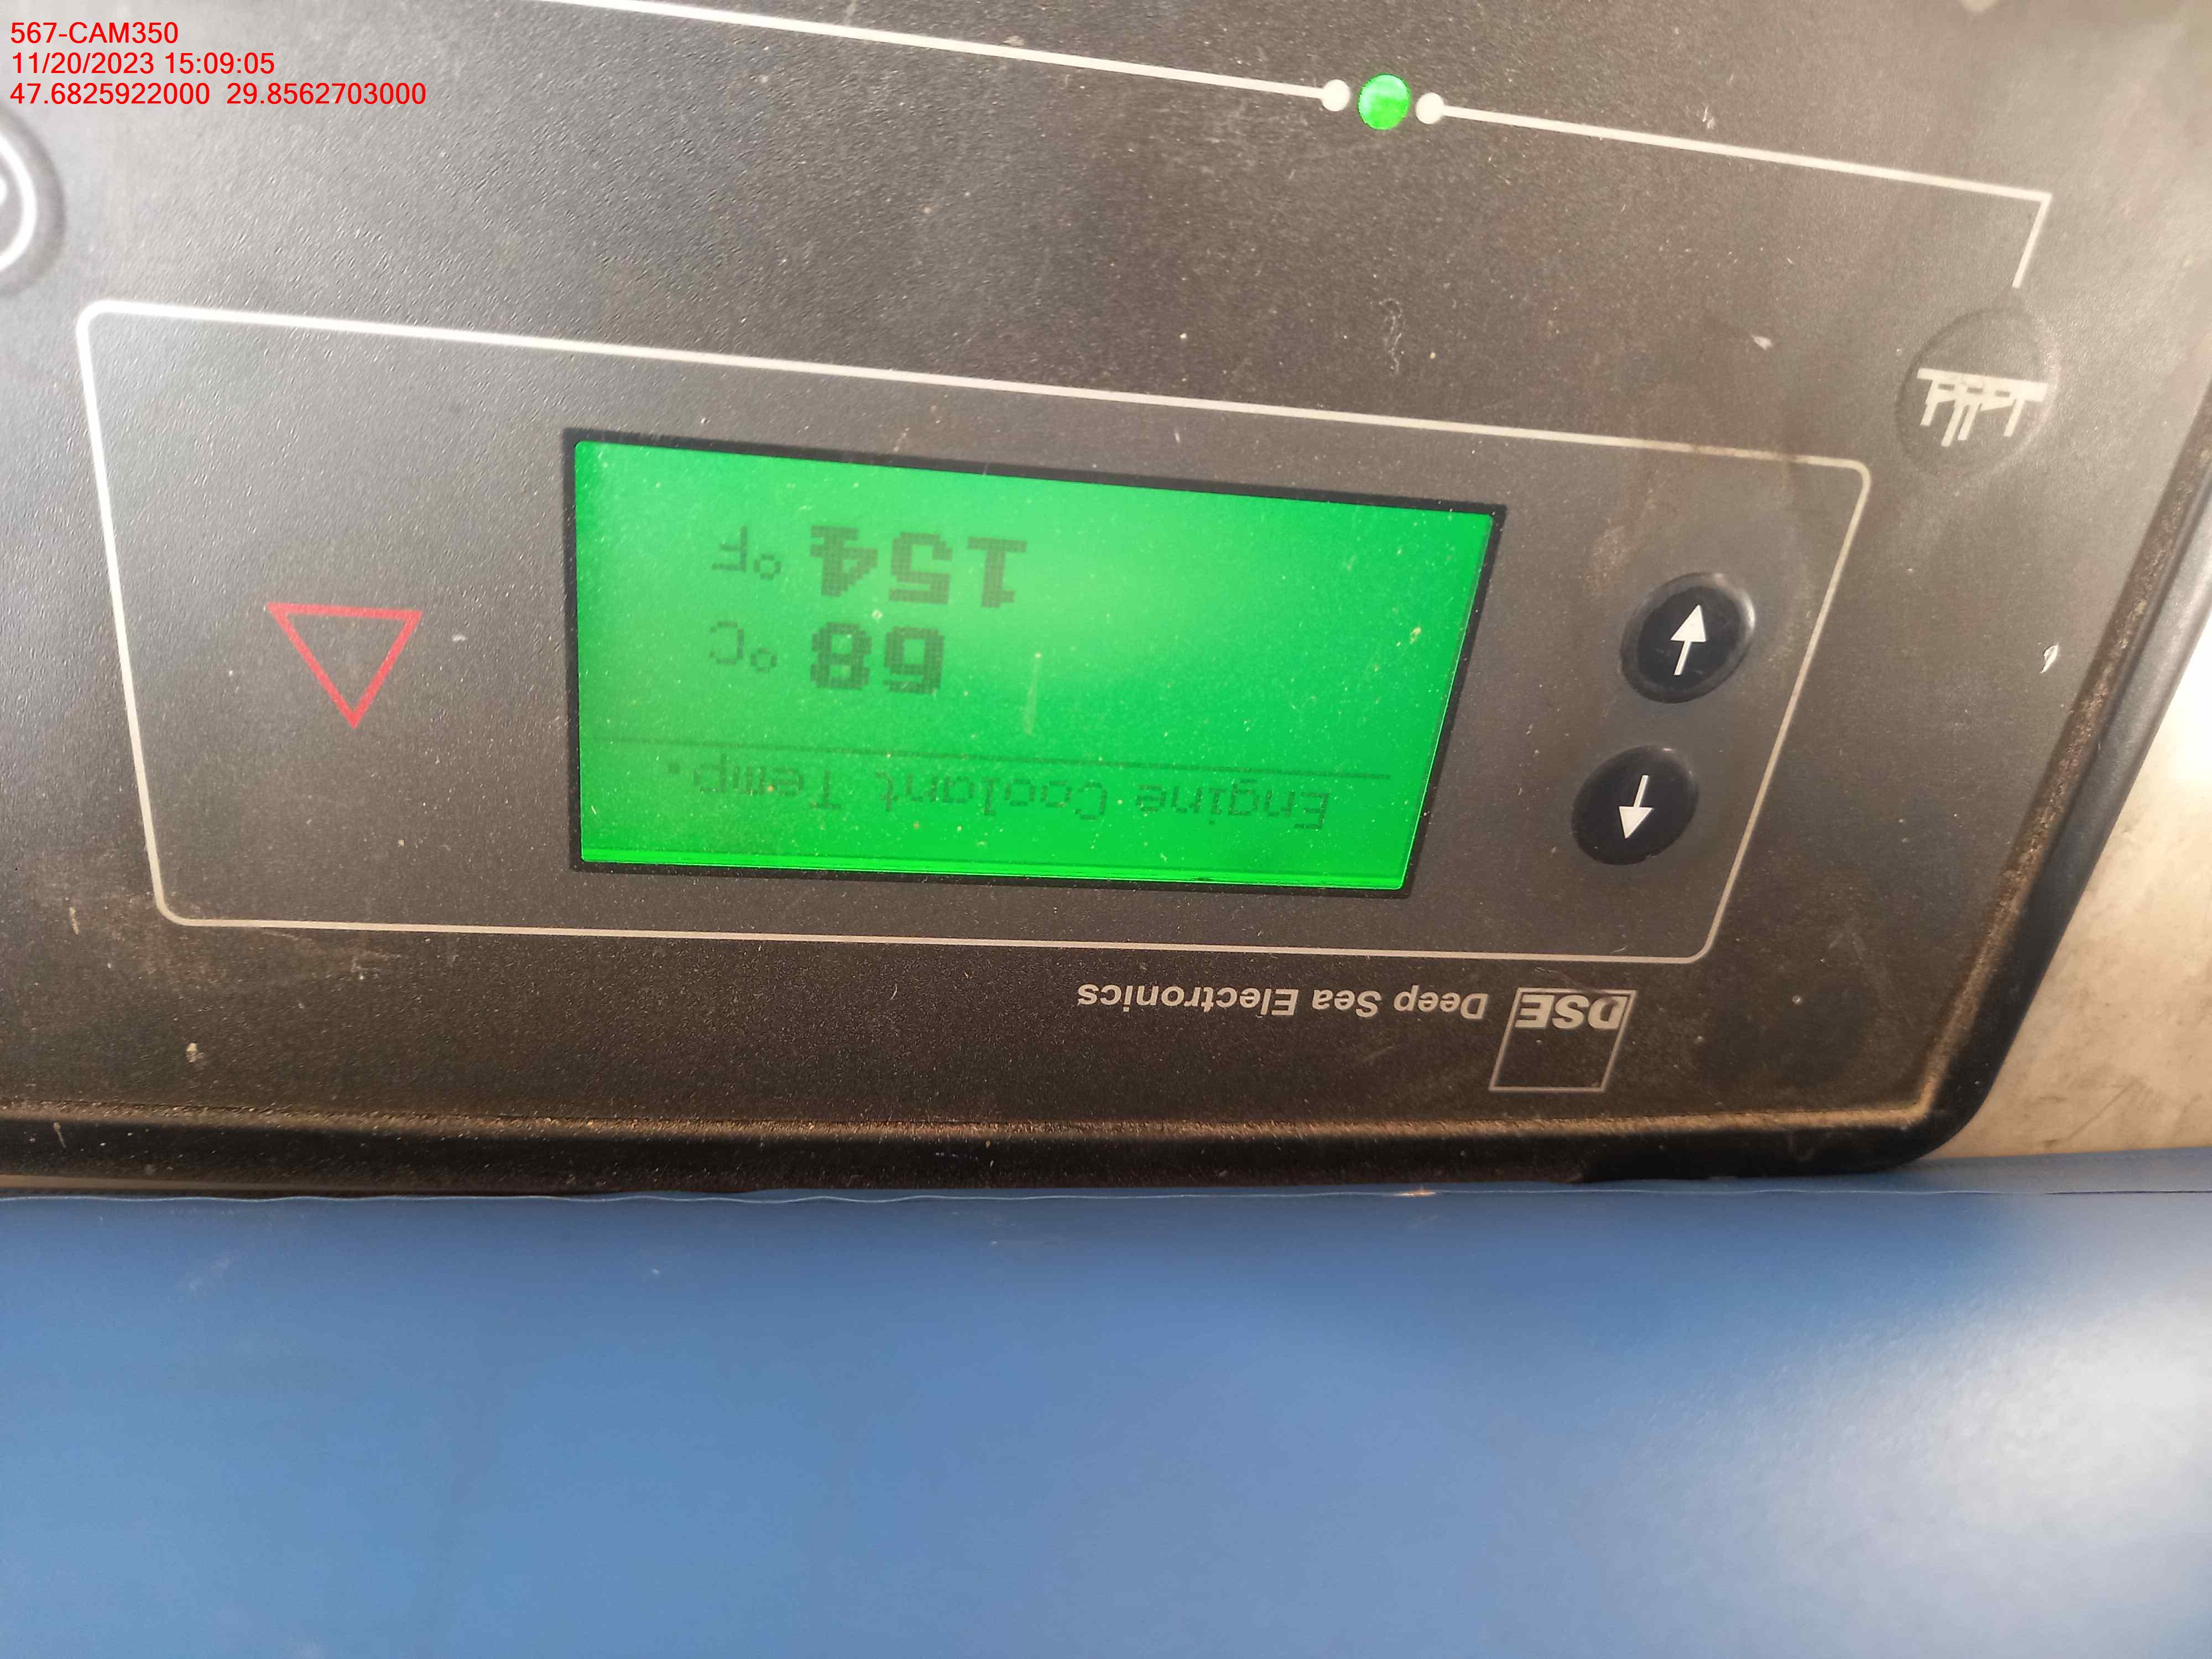 567-CAM350
11/20/2023 15:09:05
47.6825922000 29.8562703000
DSE Deep Sea Electronics
Engine Coolant Temp.
68 °C
154 °F